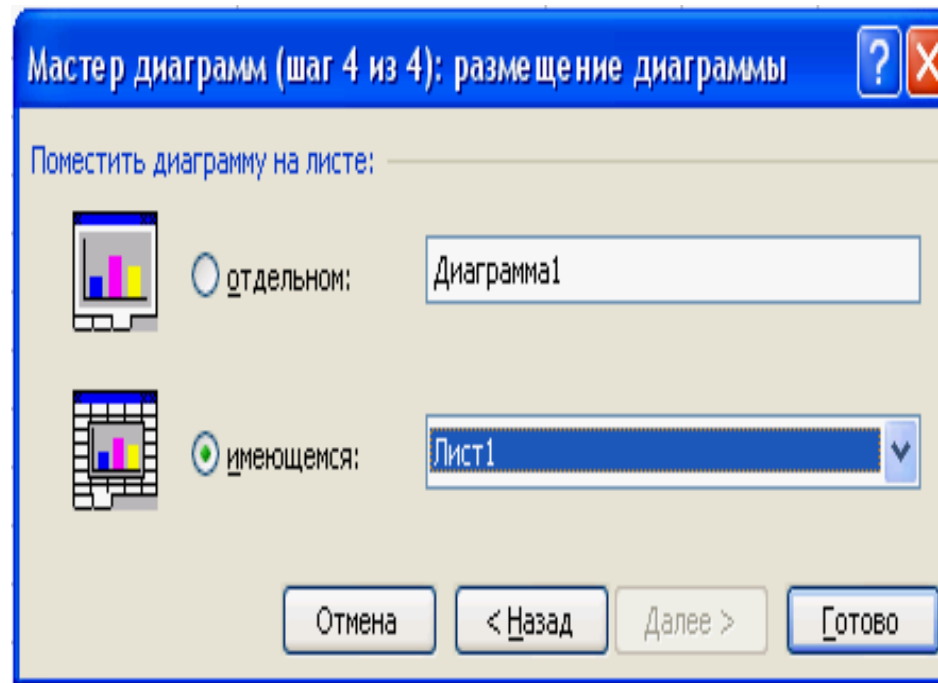 Мастер диаграмм (шаг 4 из 4): размещение диаграммы
Поместить диаграмму на листе:
отдельном: Диаграмма1
имеющемся: Лист1
Отмена < Назад Далее > Готово